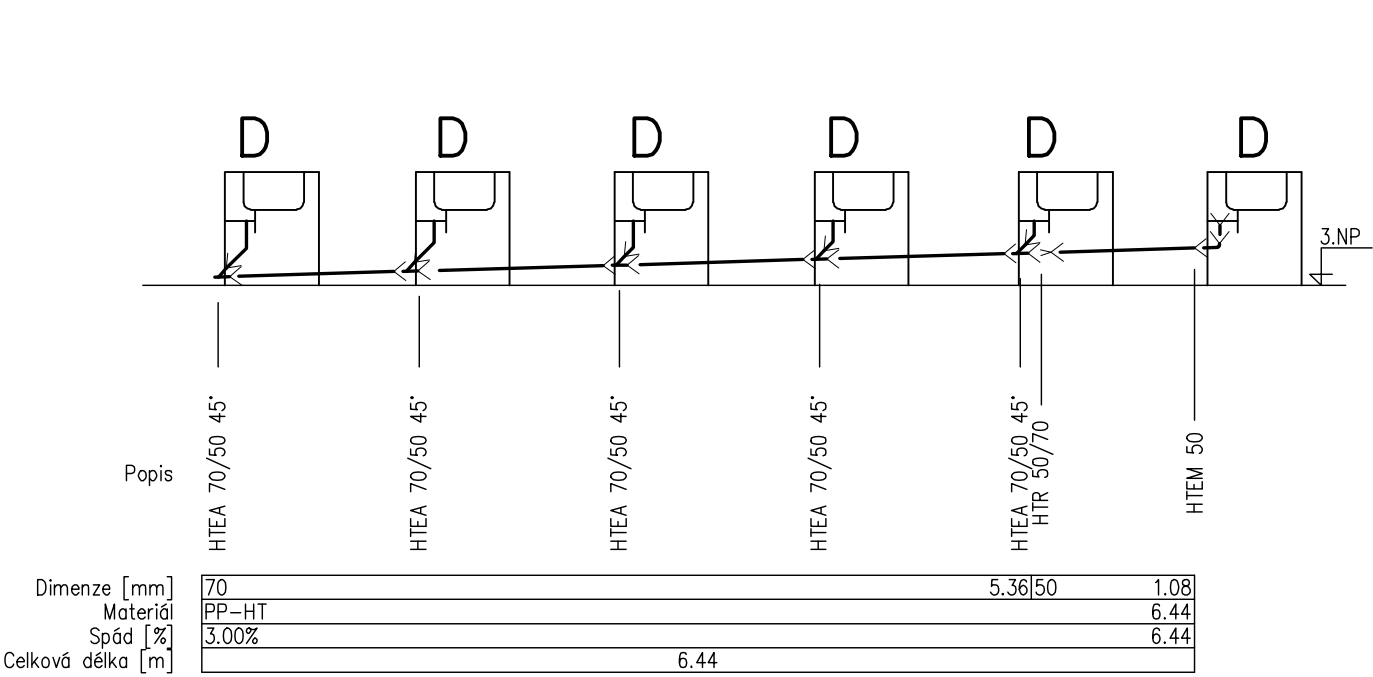 D D D D D D
3.NP
Popis
HTEA 70/50 45°
HTEA 70/50 45°
HTEA 70/50 45°
HTEA 70/50 45°
HTEA 70/50 45°
HTR 50/70
HTEM 50
Dimenze [mm] 70 5.36 50 1.08
Materiál PP-HT 6.44
Spád [%] 3.00% 6.44
Celková délka [m] 6.44